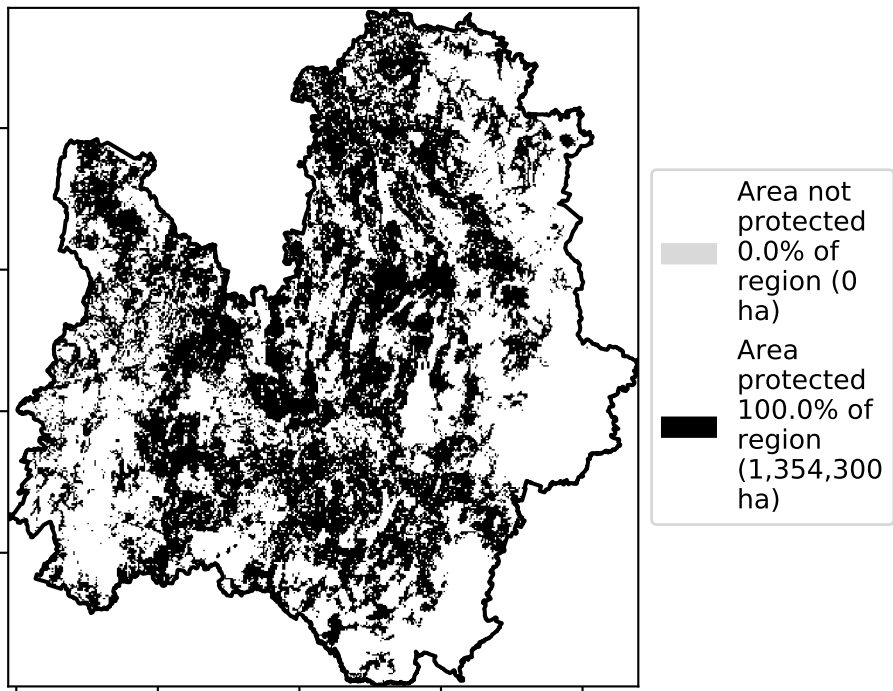 Area not
protected
0.0% of
region (0
ha)
Area
protected
100.0% of
region
(1,354,300
ha)